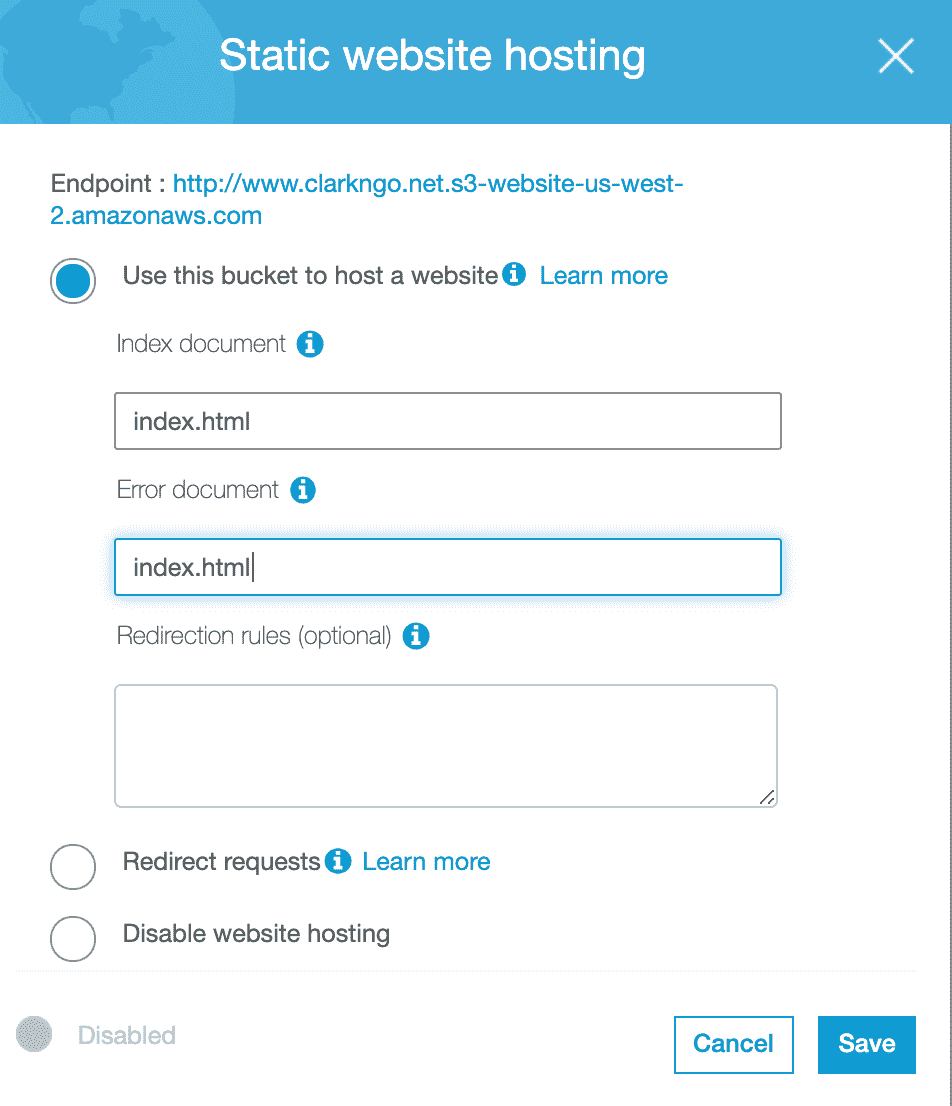 Static website hosting
Endpoint : http://www.clarkngo.net.s3-website-us-west-
2.amazonaws.com
Use this bucket to host a website Learn more
Index document
index.html
Error document
index.html
Redirection rules (optional)
Redirect requests Learn more
Disable website hosting
Disabled
Cancel Save